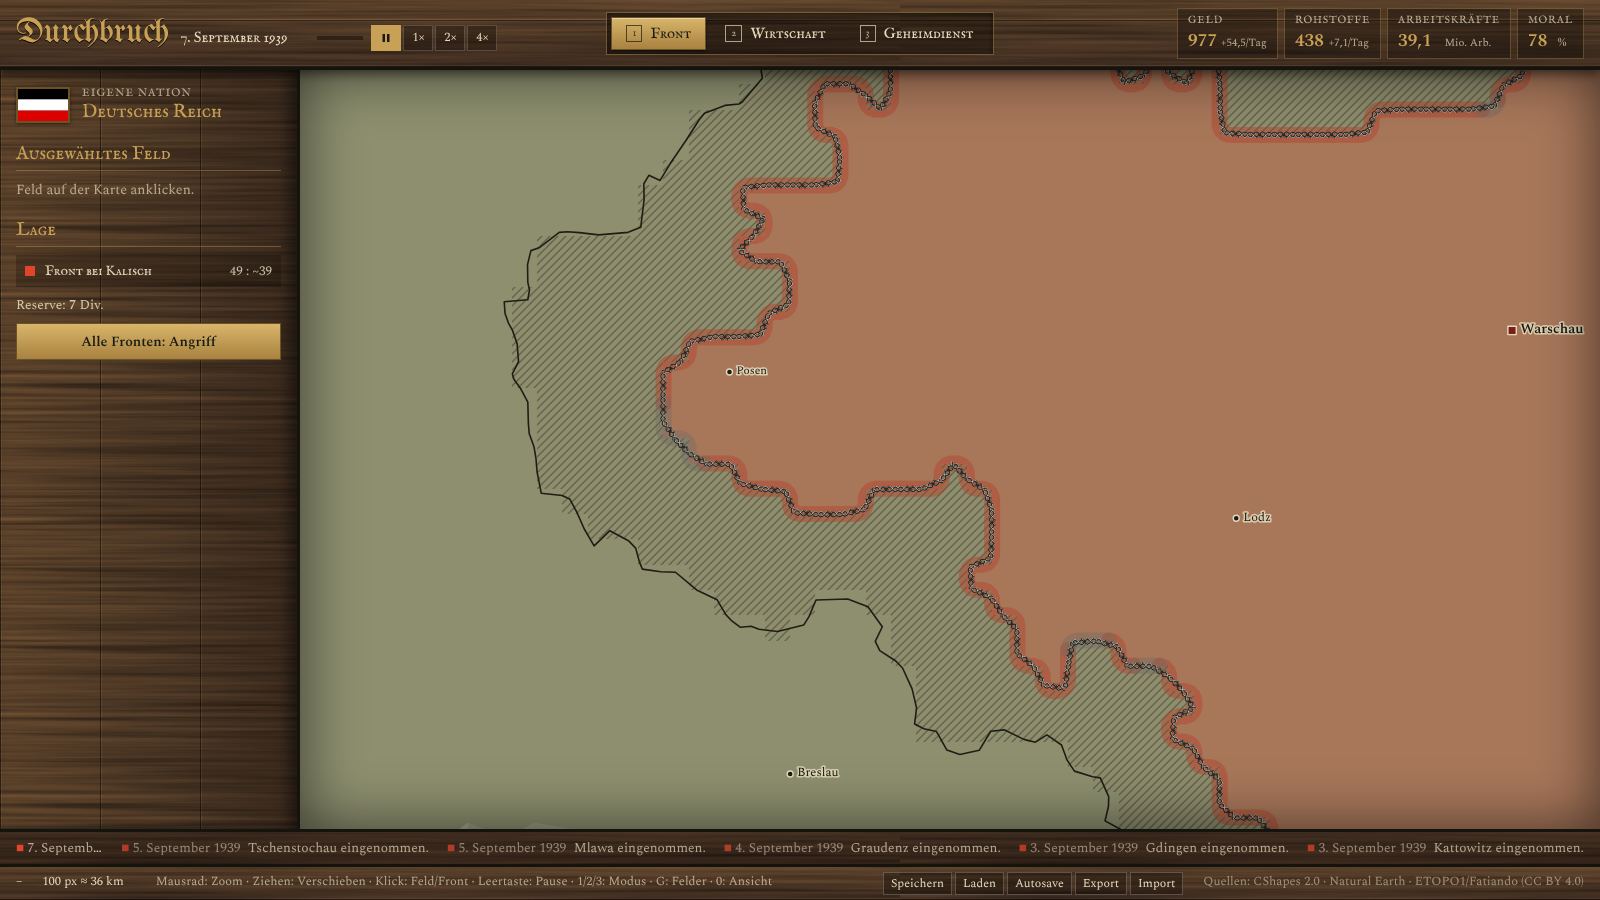 Durchbruch
7. September 1939
1×
2×
4×
1 Front
2 Wirtschaft
3 Geheimdienst
GELD
977 +54,5/Tag
ROHSTOFFE
438 +7,1/Tag
ARBEITSKRÄFTE
39,1 Mio. Arb.
MORAL
78 %
EIGENE NATION
Deutsches Reich
Ausgewähltes Feld
Feld auf der Karte anklicken.
Lage
Front bei Kalisch 49 : ~39
Reserve: 7 Div.
Alle Fronten: Angriff
Warschau
Posen
Lodz
Breslau
7. Septemb… 5. September 1939 Tschenstochau eingenommen. 5. September 1939 Mlawa eingenommen. 4. September 1939 Graudenz eingenommen. 3. September 1939 Gdingen eingenommen. 3. September 1939 Kattowitz eingenommen.
– 100 px ≈ 36 km Mausrad: Zoom · Ziehen: Verschieben · Klick: Feld/Front · Leertaste: Pause · 1/2/3: Modus · G: Felder · 0: Ansicht Speichern Laden Autosave Export Import Quellen: CShapes 2.0 · Natural Earth · ETOPO1/Fatiando (CC BY 4.0)